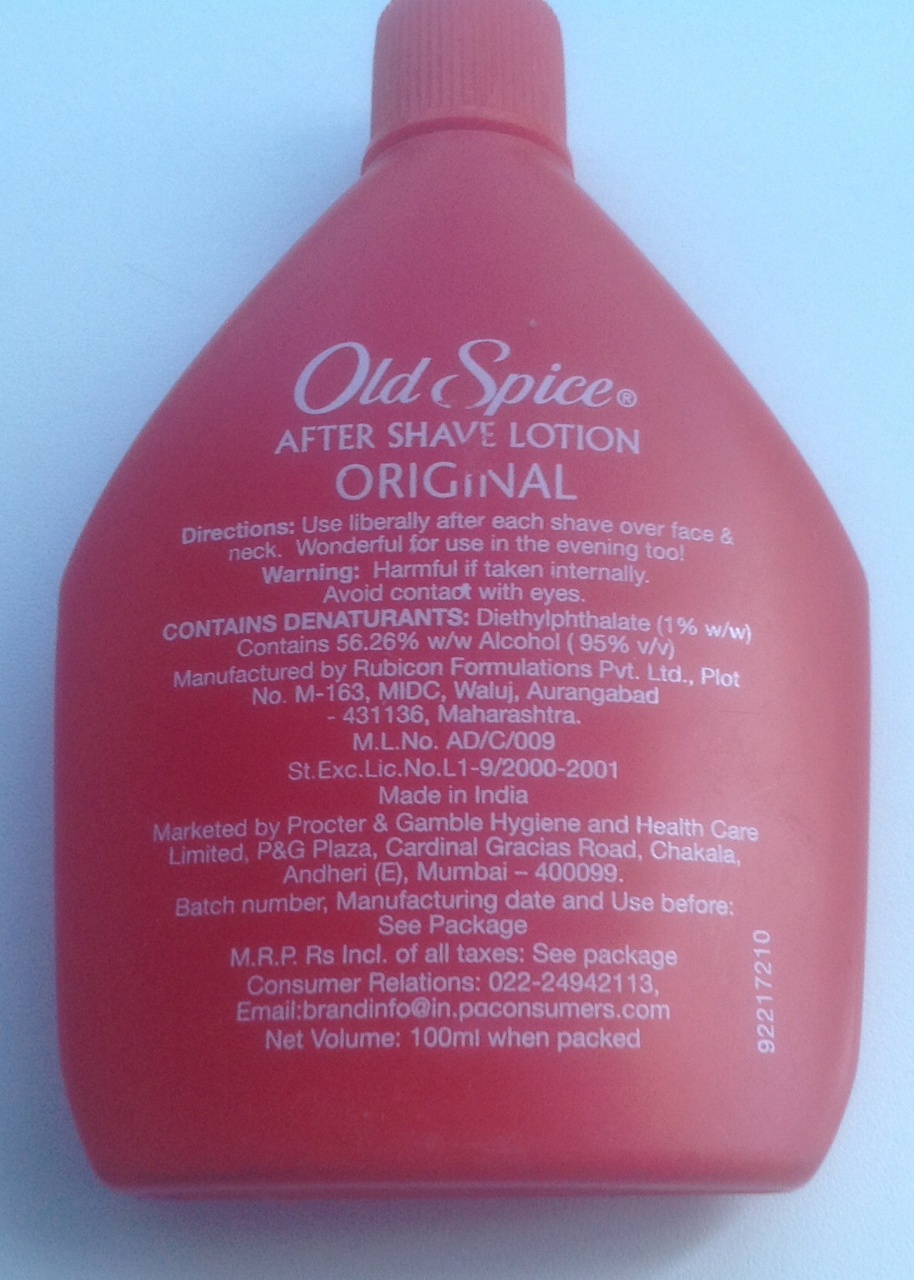 Old Spice®
AFTER SHAVE LOTION
ORIGINAL
Directions: Use liberally after each shave over face &
neck. Wonderful for use in the evening too!
Warning: Harmful if taken internally.
Avoid contact with eyes.
CONTAINS DENATURANTS: Diethylphthalate (1% w/w)
Contains 56.26% w/w Alcohol ( 95% v/v)
Manufactured by Rubicon Formulations Pvt. Ltd., Plot
No. M-163, MIDC, Waluj, Aurangabad
- 431136, Maharashtra.
M.L.No. AD/C/009
St.Exc.Lic.No.L1-9/2000-2001
Made in India
Marketed by Procter & Gamble Hygiene and Health Care
Limited, P&G Plaza, Cardinal Gracias Road, Chakala,
Andheri (E), Mumbai – 400099.
Batch number, Manufacturing date and Use before:
See Package
M.R.P. Rs Incl. of all taxes: See package
Consumer Relations: 022-24942113,
Email:brandinfo@in.pgconsumers.com
Net Volume: 100ml when packed
92217210